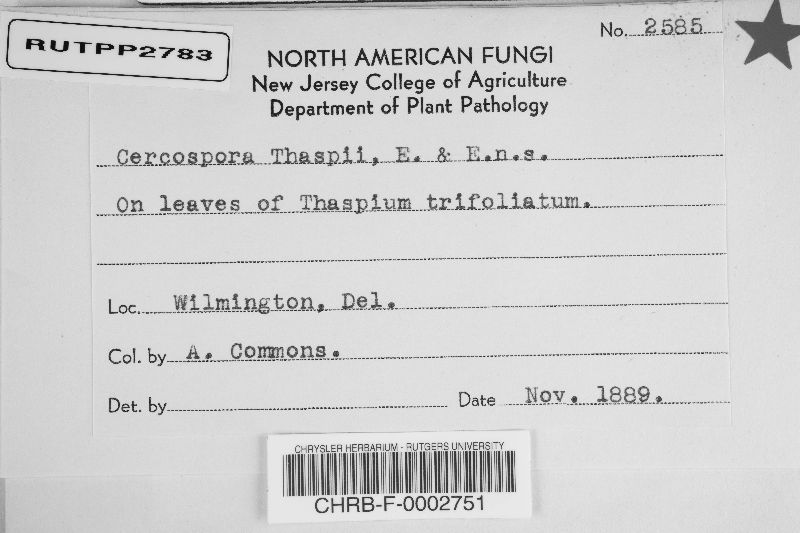 RUTPP2783
No. 2585
NORTH AMERICAN FUNGI
New Jersey College of Agriculture
Department of Plant Pathology
Cercospora Thaspii, E. & E.n.s.
On leaves of Thaspium trifoliatum.
Loc. Wilmington, Del.
Col. by A. Commons.
Det. by
Date Nov. 1889.
CHRYSLER HERBARIUM - RUTGERS UNIVERSITY
CHRB-F-0002751